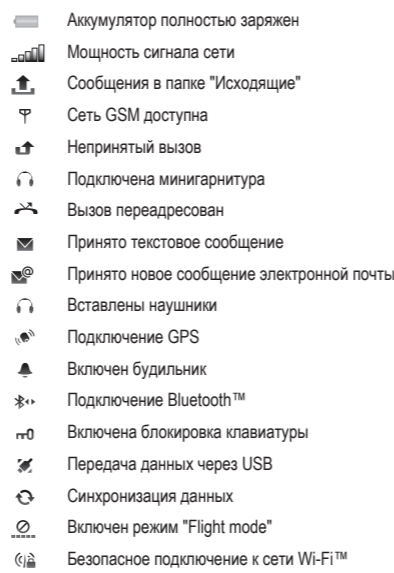 Аккумулятор полностью заряжен
Мощность сигнала сети
Сообщения в папке "Исходящие"
Сеть GSM доступна
Непринятый вызов
Подключена минигарнитура
Вызов переадресован
Принято текстовое сообщение
Принято новое сообщение электронной почты
Вставлены наушники
Подключение GPS
Включен будильник
Подключение Bluetooth™
Включена блокировка клавиатуры
Передача данных через USB
Синхронизация данных
Включен режим "Flight mode"
Безопасное подключение к сети Wi-Fi™